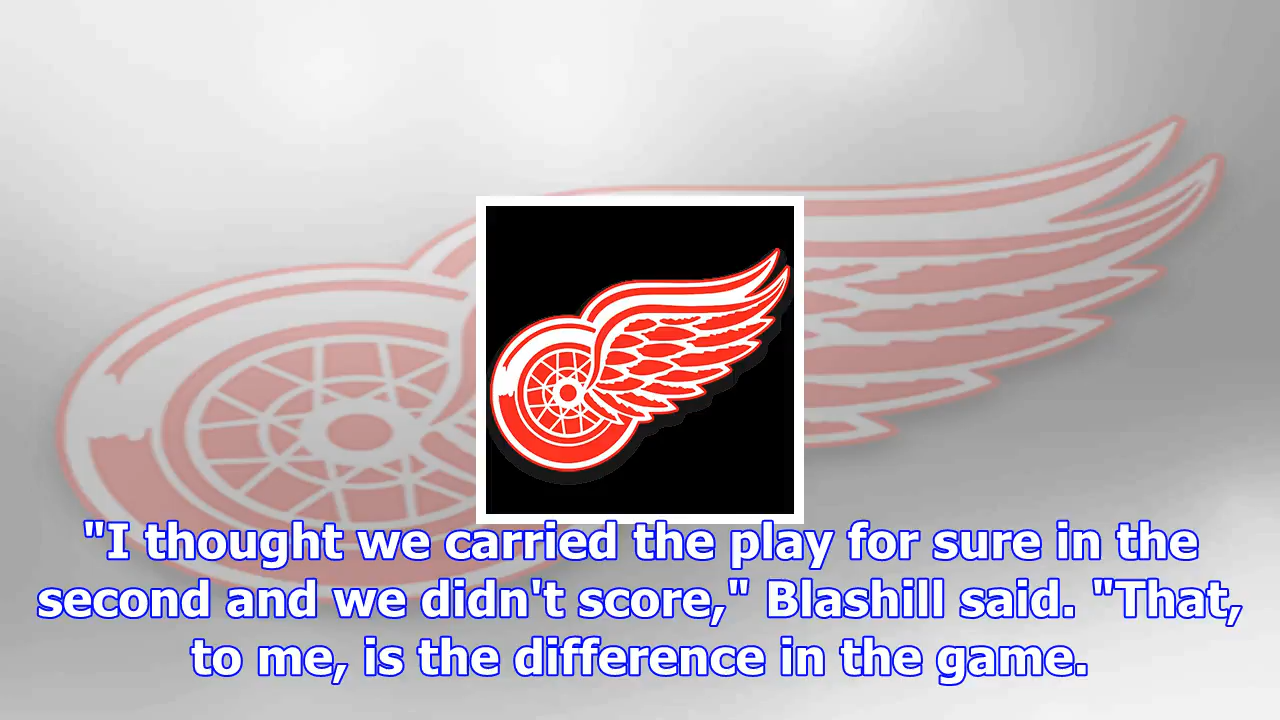 "I thought we carried the play for sure in the
second and we didn't score," Blashill said. "That,
to me, is the difference in the game.